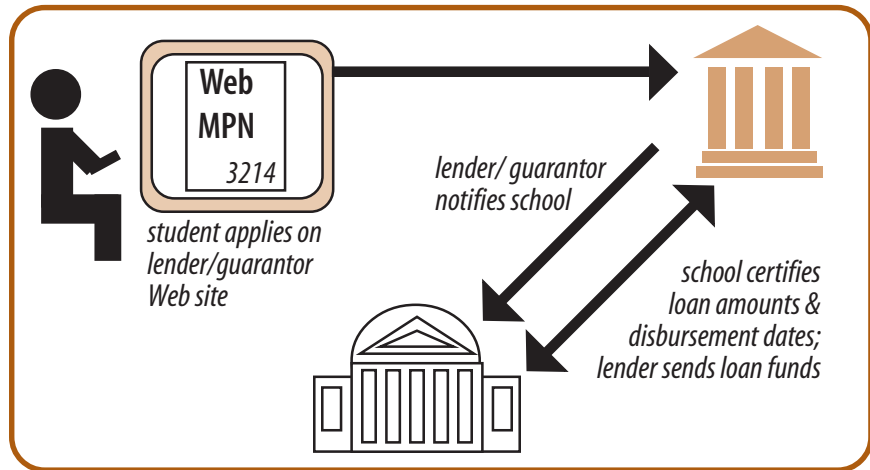 Web
MPN
3214
student applies on
lender/guarantor
Web site
lender/ guarantor
notifies school
school certifies
loan amounts &
disbursement dates;
lender sends loan funds